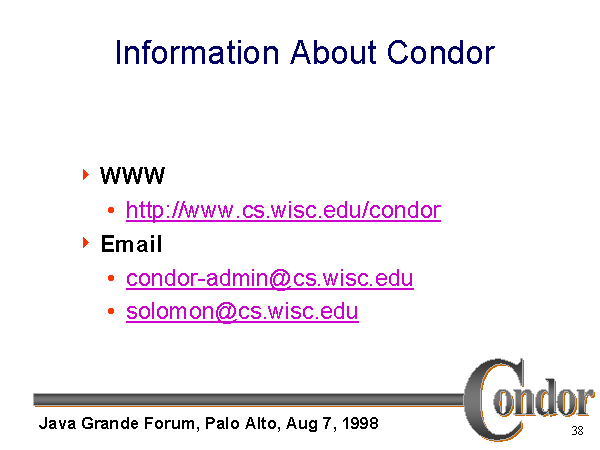 Information About Condor
WWW
http://www.cs.wisc.edu/condor
Email
condor-admin@cs.wisc.edu
solomon@cs.wisc.edu
Condor
Java Grande Forum, Palo Alto, Aug 7, 1998
38